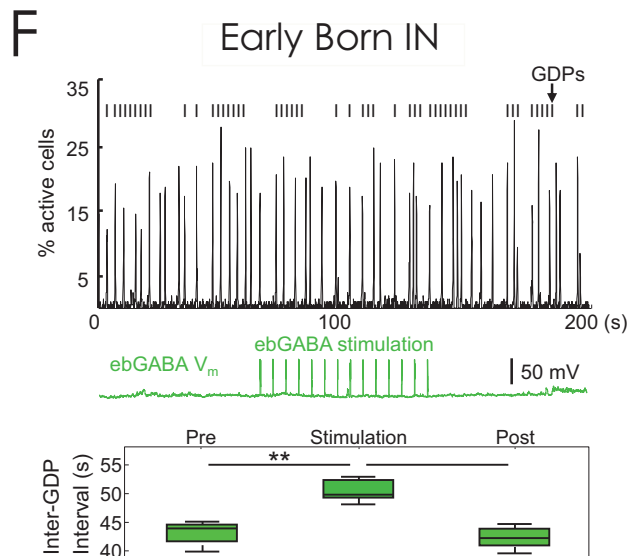 F
Early Born IN
GDPs
% active cells
35
25
15
5
0
100
200 (s)
ebGABA stimulation
ebGABA Vm
50 mV
Pre
Stimulation
Post
**
Inter-GDP
Interval (s)
55
50
45
40